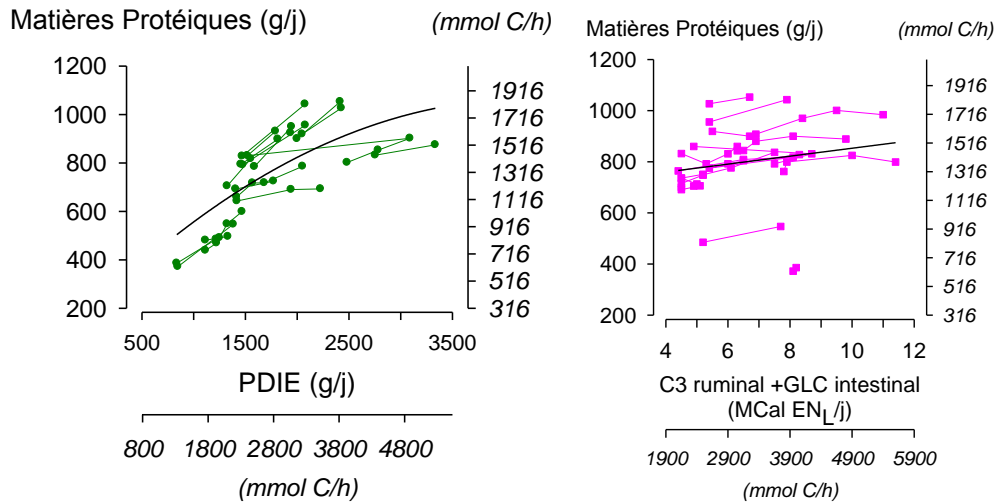 Matières Protéiques (g/j) (mmol C/h)
1200
1000
800
600
400
200
1916
1716
1516
1316
1116
916
716
516
316
500 1500 2500 3500
PDIE (g/j)
800 1800 2800 3800 4800
(mmol C/h)
Matières Protéiques (g/j) (mmol C/h)
1200
1000
800
600
400
200
1916
1716
1516
1316
1116
916
716
516
316
4 6 8 10 12
C3 ruminal +GLC intestinal
(MCal ENL/j)
1900 2900 3900 4900 5900
(mmol C/h)